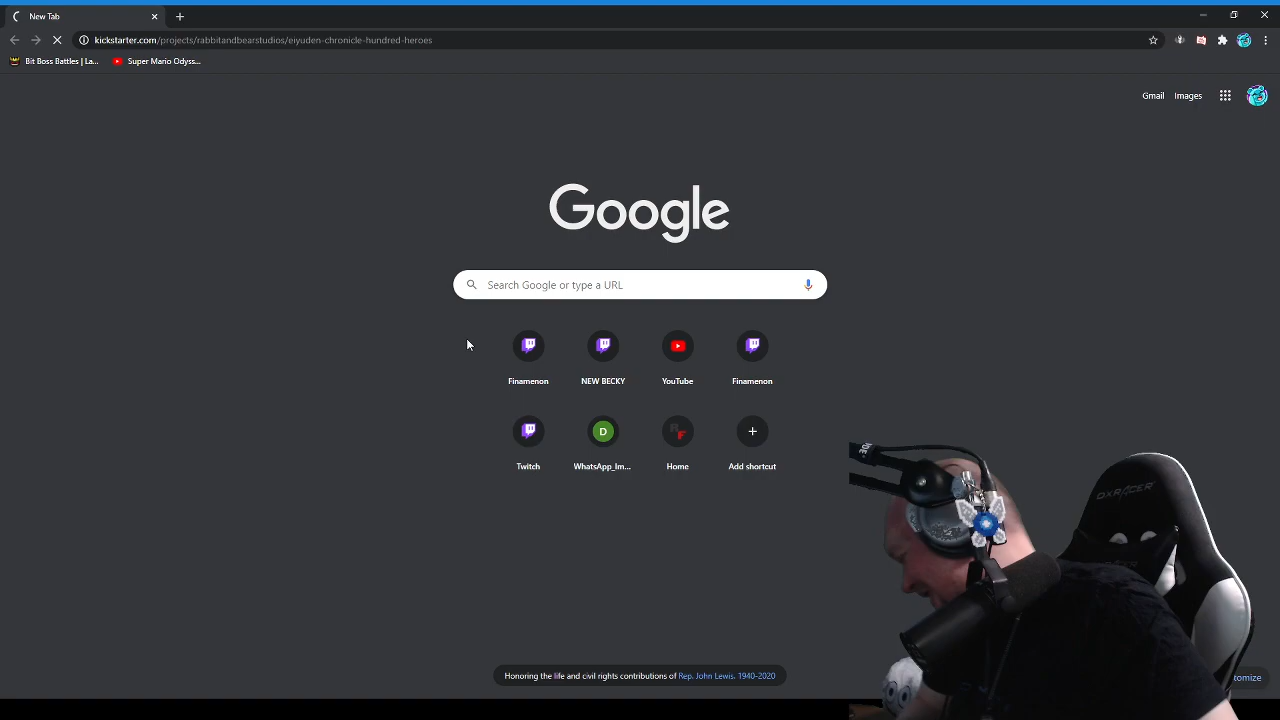 New Tab
kickstarter.com/projects/rabbitandbearstudios/eiyuden-chronicle-hundred-heroes
Bit Boss Battles | La... Super Mario Odyss...
Gmail Images
Google
Search Google or type a URL
Finamenon NEW BECKY YouTube Finamenon
D RF
Twitch WhatsApp_Im... Home Add shortcut
DXRACER
Honoring the life and civil rights contributions of Rep. John Lewis. 1940-2020
omize